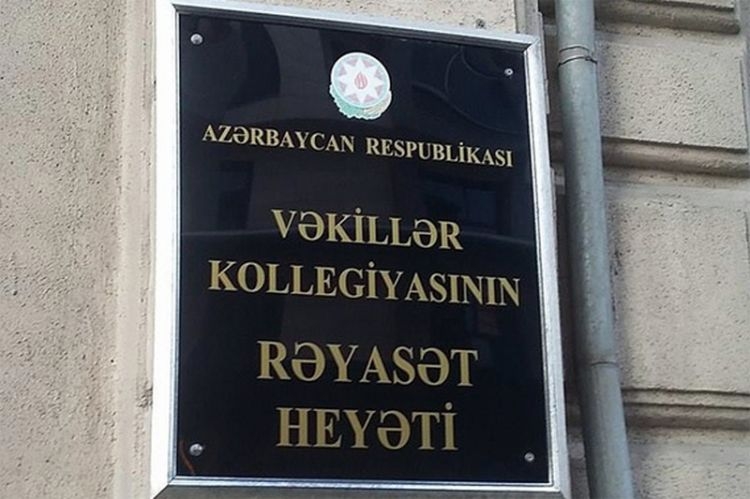 AZƏRBAYCAN RESPUBLİKASI
VƏKİLLƏR
KOLLEGİYASININ
RƏYASƏT
HEYƏTİ